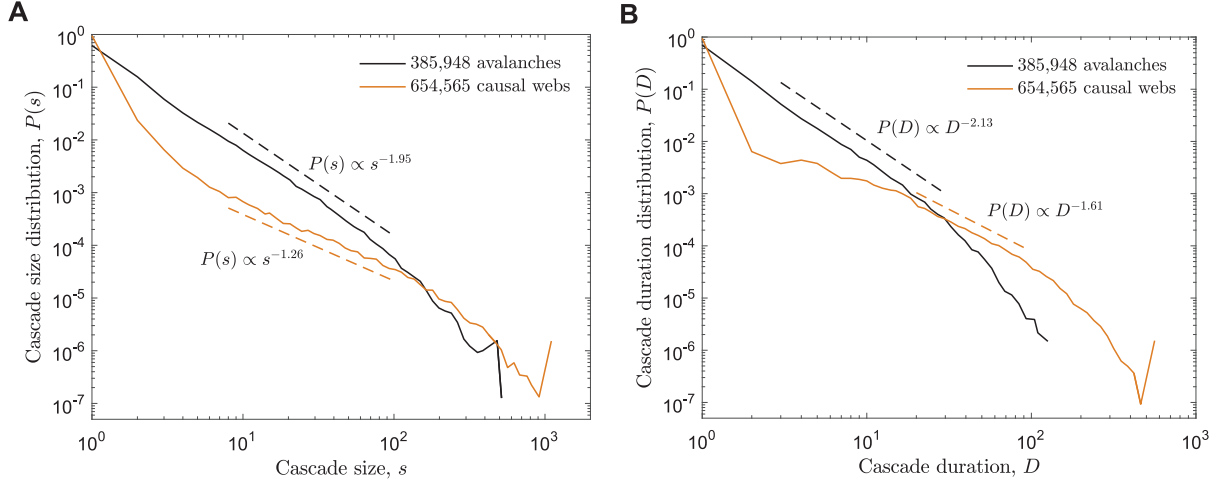 A
10^0
10^-1
10^-2
10^-3
10^-4
10^-5
10^-6
10^-7
Cascade size distribution, P(s)
385,948 avalanches
654,565 causal webs
P(s) ∝ s^-1.95
P(s) ∝ s^-1.26
10^0 10^1 10^2 10^3
Cascade size, s
B
10^0
10^-1
10^-2
10^-3
10^-4
10^-5
10^-6
10^-7
Cascade duration distribution, P(D)
385,948 avalanches
654,565 causal webs
P(D) ∝ D^-2.13
P(D) ∝ D^-1.61
10^0 10^1 10^2 10^3
Cascade duration, D